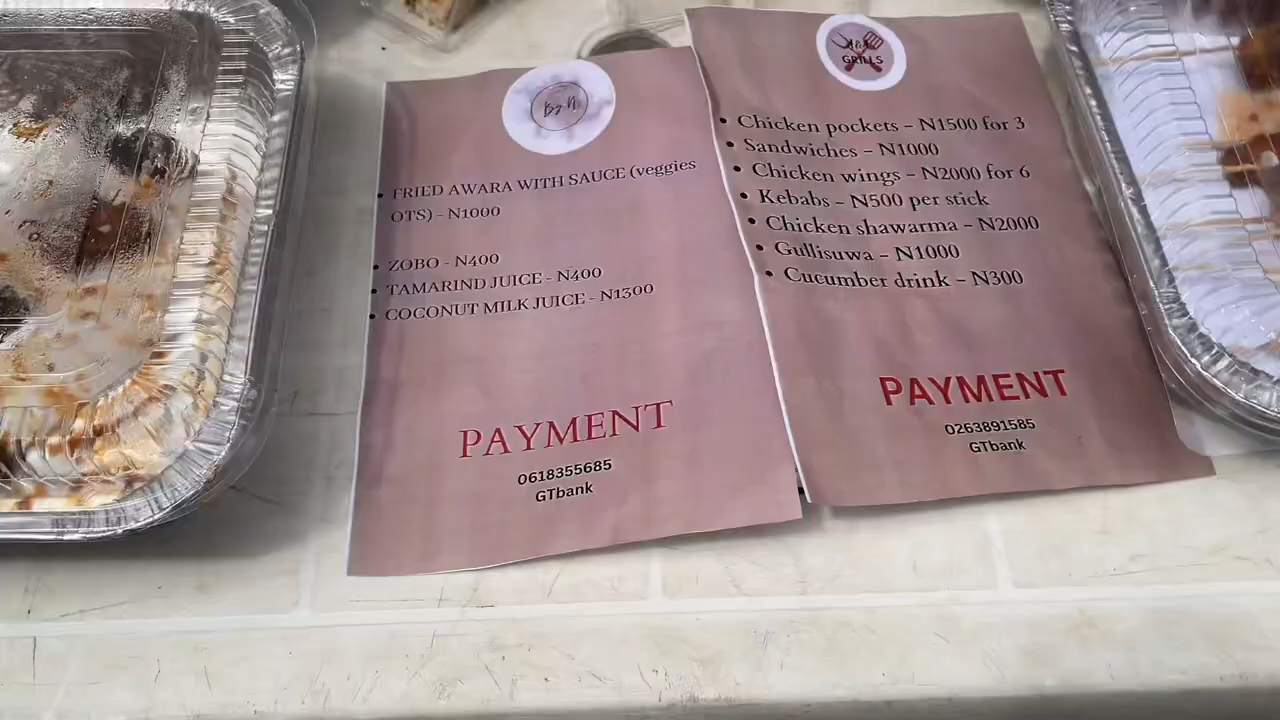 By N
FRIED AWARA WITH SAUCE (veggies
OTS) - N1000
ZOBO - N400
TAMARIND JUICE - N400
COCONUT MILK JUICE - N1300
PAYMENT
0618355685
GTbank
GRILLS
Chicken pockets – N1500 for 3
Sandwiches – N1000
Chicken wings – N2000 for 6
Kebabs – N500 per stick
Chicken shawarma – N2000
Gullisuwa – N1000
Cucumber drink – N300
PAYMENT
0263891585
GTbank